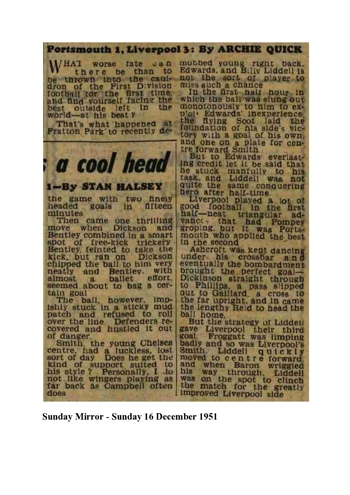 Portsmouth 1, Liverpool 3: By ARCHIE QUICK
WHAT worse fate can
there be than to
be thrown into the caul-
dron of the First Division
football for the first time
and find yourself facing the
best outside left in the
world—at his best?
That's what happened at
Fratton Park to recently de-
mobbed young right back,
Edwards, and Billy Liddell is
not the sort of player to
miss such a chance
In the first half hour in
which the ball was slung out
monotonously to him to ex-
ploit Edwards' inexperience
the flying Scot laid the
foundation of his side's vic-
tory with a goal of his own
and one on a plate for cen-
tre forward Smith
But to Edwards' everlast-
ing credit let it be said that
he stuck manfully to his
task and Liddell was not
quite the same conquering
hero after half-time.
Liverpool played a lot of
good football in the first
half—neat triangular ad-
vances that had Pompey
groping, but it was Ports-
mouth who applied the best
in the second
Ashcroft was kept dancing
under his crossbar and
eventually the bombardment
brought the perfect goal—
Dickinson straight through
to Phillips, a pass slipped
out to Gaillard, a cross to
the far upright, and in came
the lengthy Reid to head the
ball home.
But the strategy of Liddell
gave Liverpool their third
goal. Froggatt was limping
badly and so was Liverpool's
Smith. Liddell quickly
moved to centre forward
and when Baron wriggled
his way through, Liddell
was on the spot to clinch
the match for the greatly
improved Liverpool side
a cool head
1—By STAN HALSEY
the game with two finely
headed goals in fifteen
minutes
Then came one thrilling
move when Dickson and
Bentley combined in a smart
spot of free-kick trickery
Bentley feinted to take the
kick, but ran on. Dickson
chipped the ball to him very
neatly and Bentley, with
almost a ballet effort,
seemed about to bag a cer-
tain goal
The ball, however, imp-
ishly stuck in a sticky mud
patch and refused to roll
over the line. Defenders re-
covered and hustled it out
of danger.
Smith, the young Chelsea
centre, had a luckless, lost
sort of day. Does he get the
kind of support suited to
his style? Personally, I do
not like wingers playing as
far back as Campbell often
does
Sunday Mirror - Sunday 16 December 1951